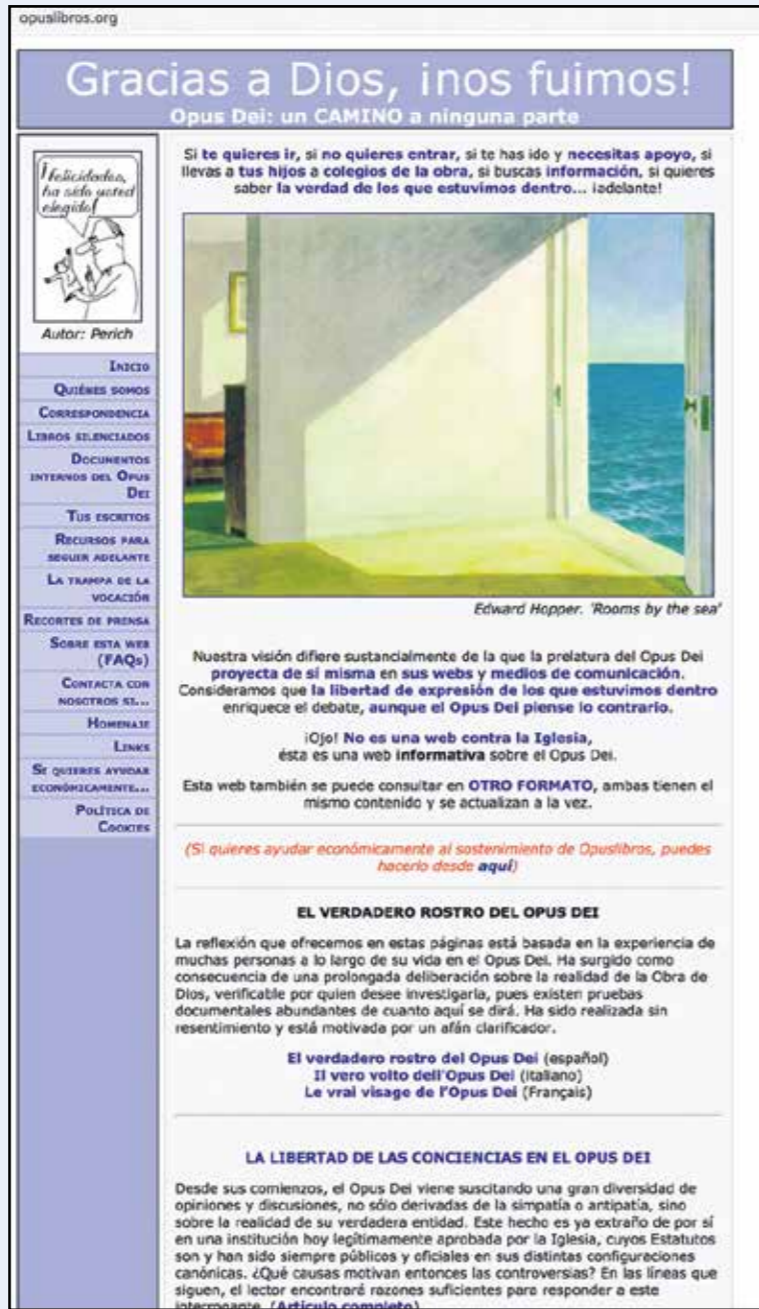 opuslibros.org
Gracias a Dios, ¡nos fuimos!
Opus Dei: un CAMINO a ninguna parte
¡felicidades,
ha sido usted
elegido!
Autor: Perich
INICIO
QUIÉNES SOMOS
CORRESPONDENCIA
LIBROS SILENCIADOS
DOCUMENTOS
INTERNOS DEL OPUS
DEI
TUS ESCRITOS
RECURSOS PARA
SEGUIR ADELANTE
LA TRAMPA DE LA
VOCACIÓN
RECORTES DE PRENSA
SOBRE ESTA WEB
(FAQS)
CONTACTA CON
NOSOTROS SI...
HOMENAJE
LINKS
SI QUIERES AYUDAR
ECONÓMICAMENTE...
POLÍTICA DE
COOKIES
Si te quieres ir, si no quieres entrar, si te has ido y necesitas apoyo, si
llevas a tus hijos a colegios de la obra, si buscas información, si quieres
saber la verdad de los que estuvimos dentro... ¡adelante!
Edward Hopper. 'Rooms by the sea'
Nuestra visión difiere sustancialmente de la que la prelatura del Opus Dei
proyecta de sí misma en sus webs y medios de comunicación.
Consideramos que la libertad de expresión de los que estuvimos dentro
enriquece el debate, aunque el Opus Dei piense lo contrario.
¡Ojo! No es una web contra la Iglesia,
ésta es una web informativa sobre el Opus Dei.
Esta web también se puede consultar en OTRO FORMATO, ambas tienen el
mismo contenido y se actualizan a la vez.
(Si quieres ayudar económicamente al sostenimiento de Opuslibros, puedes
hacerlo desde aquí)
EL VERDADERO ROSTRO DEL OPUS DEI
La reflexión que ofrecemos en estas páginas está basada en la experiencia de
muchas personas a lo largo de su vida en el Opus Dei. Ha surgido como
consecuencia de una prolongada deliberación sobre la realidad de la Obra de
Dios, verificable por quien desee investigarla, pues existen pruebas
documentales abundantes de cuanto aquí se dirá. Ha sido realizada sin
resentimiento y está motivada por un afán clarificador.
El verdadero rostro del Opus Dei (español)
Il vero volto dell'Opus Dei (italiano)
Le vrai visage de l'Opus Dei (Français)
LA LIBERTAD DE LAS CONCIENCIAS EN EL OPUS DEI
Desde sus comienzos, el Opus Dei viene suscitando una gran diversidad de
opiniones y discusiones, no sólo derivadas de la simpatía o antipatía, sino
sobre la realidad de su verdadera entidad. Este hecho es ya extraño de por sí
en una institución hoy legítimamente aprobada por la Iglesia, cuyos Estatutos
son y han sido siempre públicos y oficiales en sus distintas configuraciones
canónicas. ¿Qué causas motivan entonces las controversias? En las líneas que
siguen, el lector encontrará razones suficientes para responder a este
interrogante. (Artículo completo)